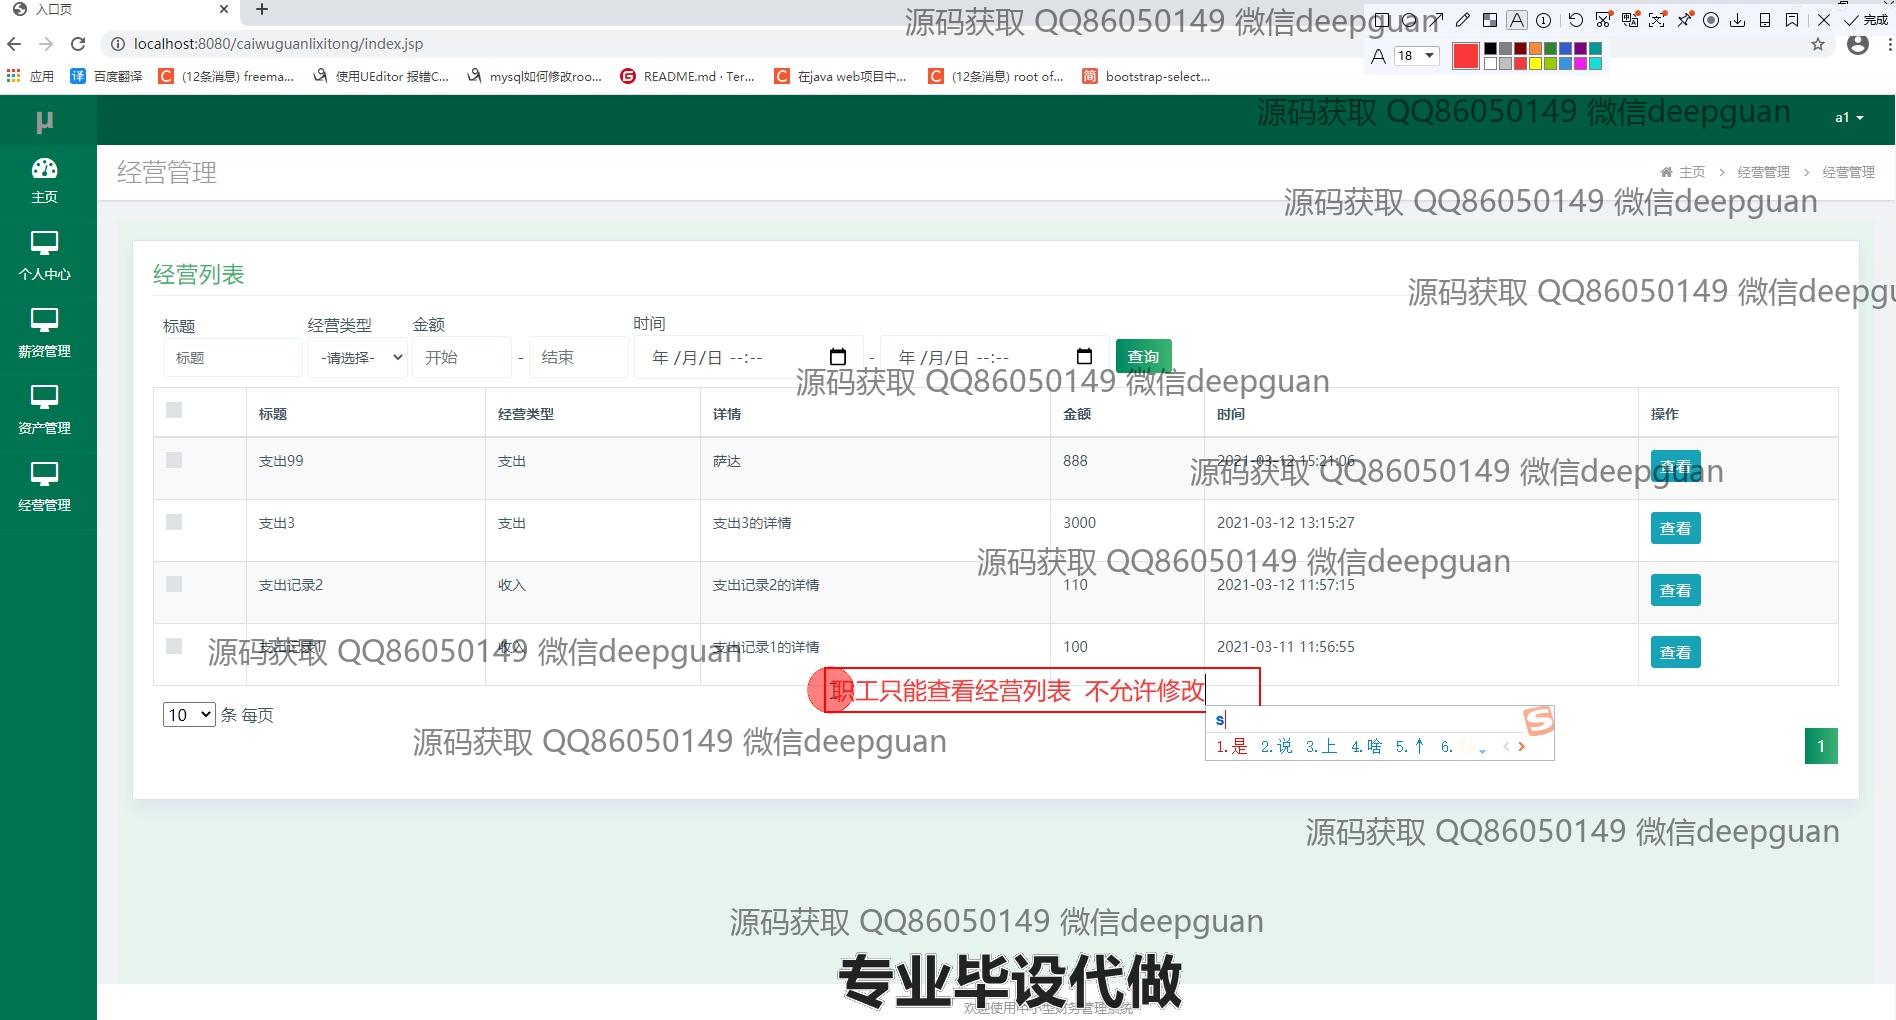 入口页
localhost:8080/caiwuguanlixitong/index.jsp
完成
18
应用 百度翻译 (12条消息) freema... 使用UEditor 报错C... mysql如何修改roo... README.md · Ter... 在java web项目中... (12条消息) root of... bootstrap-select...
源码获取 QQ86050149 微信deepguan
源码获取 QQ86050149 微信deepguan
μ
a1
主页
经营管理
主页 > 经营管理 > 经营管理
源码获取 QQ86050149 微信deepguan
个人中心
经营列表
源码获取 QQ86050149 微信deepgu
标题 经营类型 金额 时间
薪资管理
标题 -请选择- 开始 - 结束 年 /月/日 --:-- - 年 /月/日 --:-- 查询
源码获取 QQ86050149 微信deepguan
标题 经营类型 详情 金额 时间 操作
资产管理
支出99 支出 萨达 888 2021-03-12 15:21:06 查看
源码获取 QQ86050149 微信deepguan
经营管理
支出3 支出 支出3的详情 3000 2021-03-12 13:15:27 查看
源码获取 QQ86050149 微信deepguan
支出记录2 收入 支出记录2的详情 110 2021-03-12 11:57:15 查看
支出记录1 收入 支出记录1的详情 100 2021-03-11 11:56:55 查看
源码获取 QQ86050149 微信deepguan
职工只能查看经营列表 不允许修改
10 条 每页
s
1.是 2.说 3.上 4.啥 5.↑ 6.
源码获取 QQ86050149 微信deepguan
1
源码获取 QQ86050149 微信deepguan
源码获取 QQ86050149 微信deepguan
专业毕设代做
欢迎使用中小型财务管理系统